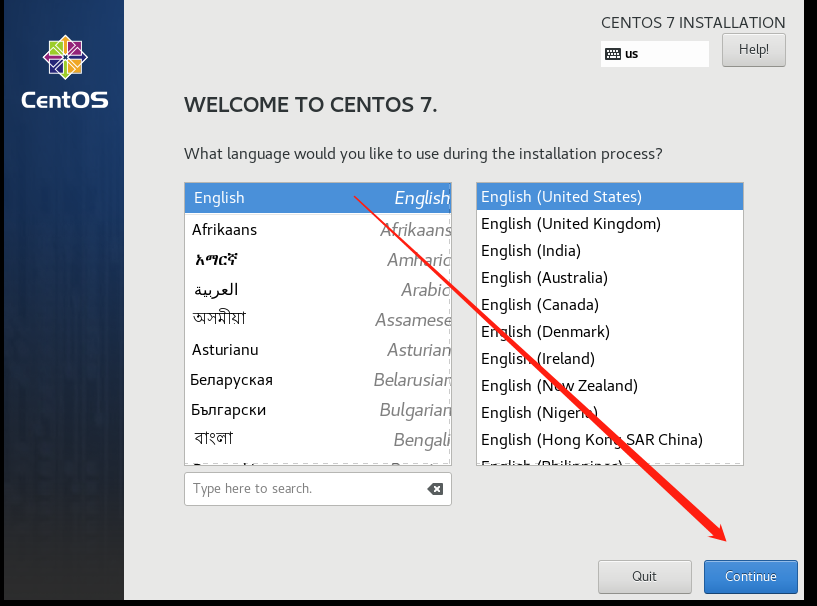 CENTOS 7 INSTALLATION
us
Help!
CentOS
WELCOME TO CENTOS 7.
What language would you like to use during the installation process?
English English
Afrikaans Afrikaans
አማርኛ Amharic
العربية Arabic
অসমীয়া Assamese
Asturianu Asturian
Беларуская Belarusian
Български Bulgarian
বাংলা Bengali
English (United States)
English (United Kingdom)
English (India)
English (Australia)
English (Canada)
English (Denmark)
English (Ireland)
English (New Zealand)
English (Nigeria)
English (Hong Kong SAR China)
English (Philippines)
Type here to search.
Quit
Continue